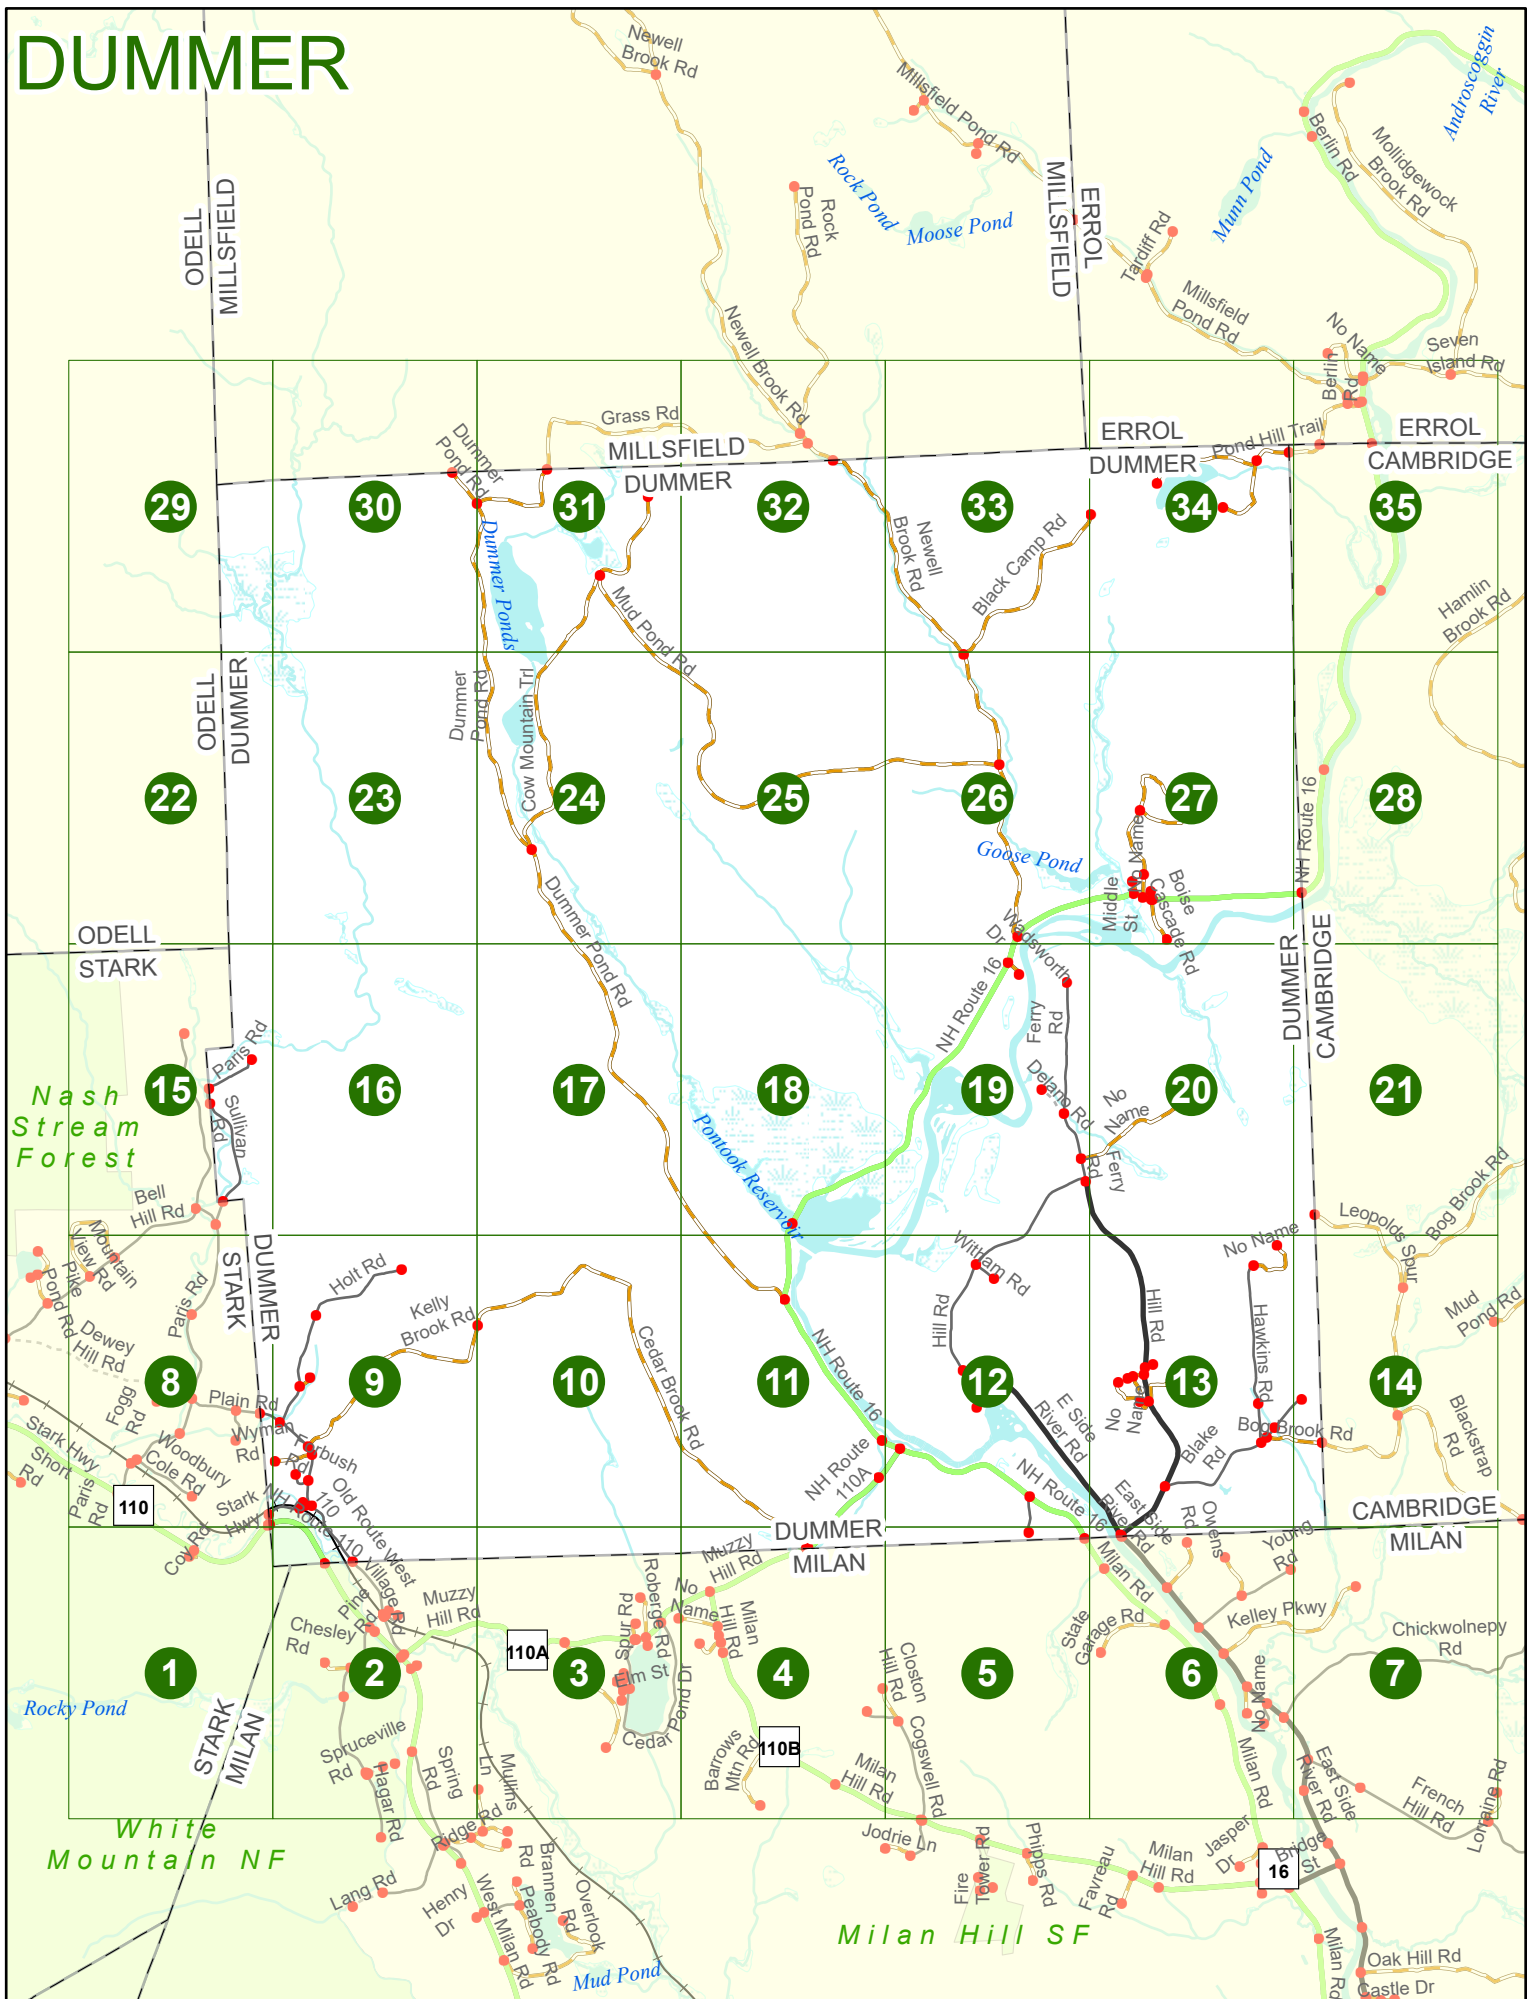 DUMMER
Newell
Brook Rd
Millsfield Pond Rd
Androscoggin
River
Berlin Rd
Mollidgewock
Brook Rd
Munn Pond
Rock Pond
Moose Pond
Rock
Pond Rd
ODELL
MILLSFIELD
MILLSFIELD
ERROL
Tardiff Rd
Millsfield
Pond Rd
No Name
Seven
Island Rd
Berlin
Rd
Newell Brook Rd
Grass Rd
Dummer
Pond Rd
MILLSFIELD
DUMMER
ERROL
DUMMER
Pond Hill Trail
ERROL
CAMBRIDGE
29
30
31
32
33
34
35
Dummer Ponds
Mud Pond Rd
Newell
Brook Rd
Black Camp Rd
Hamlin
Brook Rd
ODELL
DUMMER
Dummer
Pond Rd
Cow Mountain Trl
22
23
24
25
26
27
28
Goose Pond
No Name
Middle
St
Boise
Cascade Rd
NH Route 16
Dummer Pond Rd
ODELL
STARK
Wadsworth
Dr
NH Route 16
Ferry
Rd
DUMMER
CAMBRIDGE
Paris Rd
Sullivan
Rd
Nash
Stream
Forest
15
16
17
18
19
20
21
Delano Rd
No
Name
Ferry
Rd
Pontook Reservoir
Bell
Hill Rd
Mountain
View Rd
Pike
Pond Rd
STARK
DUMMER
Holt Rd
Kelly
Brook Rd
Witham Rd
No Name
Leopolds Spur
Bog Brook Rd
Mud
Pond Rd
Dewey
Hill Rd
Paris Rd
Cedar Brook Rd
NH Route 16
Hill Rd
Hill Rd
Hawkins Rd
8
9
10
11
12
13
14
Fogg
Rd
Plain Rd
Wyman
Rd
Forbush
Rd
Stark Hwy
Short
Rd
Woodbury
Cole Rd
Paris
Rd
110
Stark
Hwy
NH Route 110
110
Old Route West
NH Route
110A
E Side
River Rd
No
Name
Blake
Rd
Bog Brook Rd
Blackstrap
Rd
NH Route 16
East Side
River Rd
Owens
Rd
Young
Rd
CAMBRIDGE
MILAN
DUMMER
MILAN
Coy Rd
Village Rd
Pine
Rd
Chesley
Rd
Muzzy
Hill Rd
110A
Muzzy
Hill Rd
Roberge Rd
Spur Rd
Elm St
No
Name
Milan
Hill Rd
Cedar
Pond Dr
Closton
Hill Rd
Cogswell Rd
State
Garage Rd
Milan Rd
Kelley Pkwy
Chickwolnepy
Rd
No Name
1
2
3
4
5
6
7
Rocky Pond
STARK
MILAN
Spruceville
Rd
Hagar Rd
Spring
Rd
Mullins
Ln
Barrows
Mtn Rd
110B
Milan
Hill Rd
Milan Rd
East Side
River Rd
French
Hill Rd
Lorraine Rd
White
Mountain NF
Ridge Rd
Jodrie Ln
Fire
Tower Rd
Phipps Rd
Favreau
Rd
Milan
Hill Rd
Jasper
Dr
Bridge
St
16
Lang Rd
Henry
Dr
West Milan Rd
Peabody Rd
Brannen
Rd
Overlook
Rd
Mud Pond
Milan Hill SF
Milan Rd
Oak Hill Rd
Castle Dr